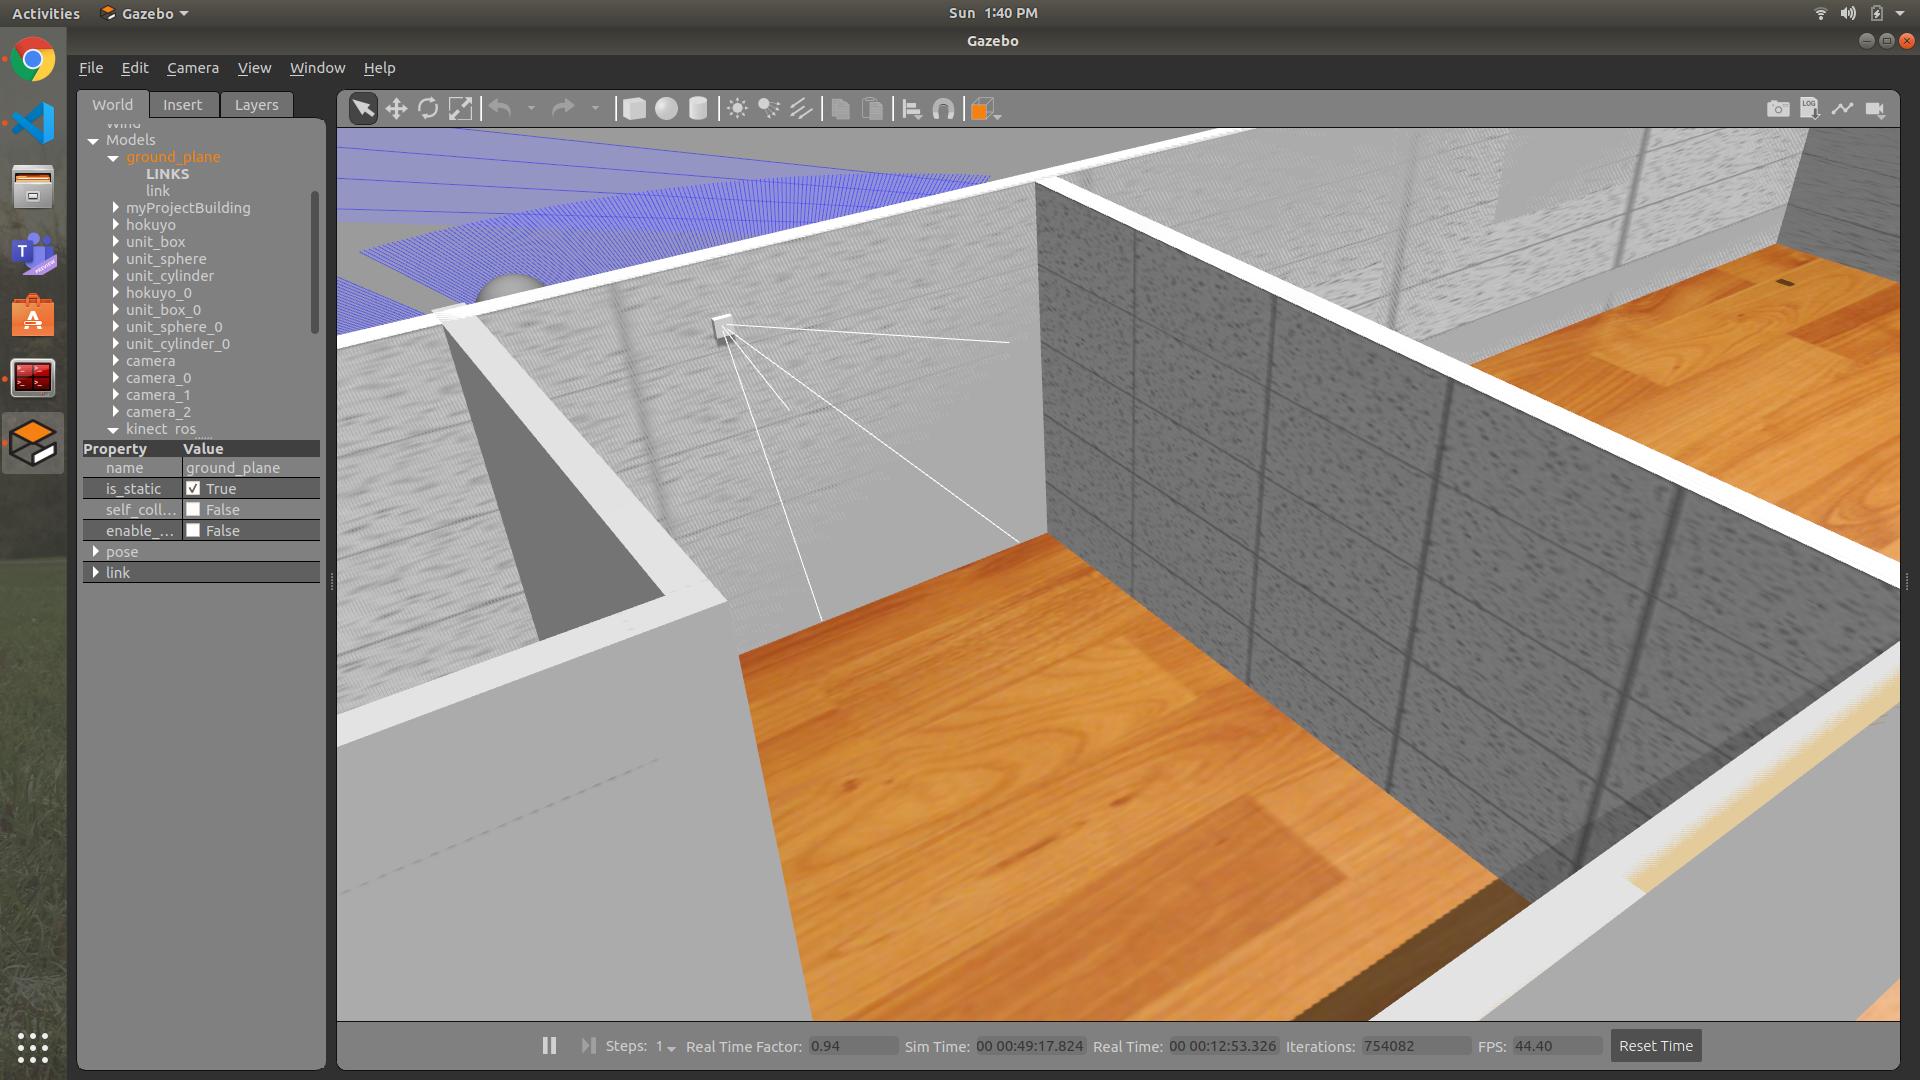 Activities Gazebo Sun 1:40 PM
Gazebo
File Edit Camera View Window Help
World Insert Layers
Wind
Models
ground_plane
LINKS
link
myProjectBuilding
hokuyo
unit_box
unit_sphere
unit_cylinder
hokuyo_0
unit_box_0
unit_sphere_0
unit_cylinder_0
camera
camera_0
camera_1
camera_2
kinect_ros
Property Value
name ground_plane
is_static True
self_coll... False
enable_... False
pose
link
LOG
T
PREVIEW
A
Steps: 1 Real Time Factor: 0.94 Sim Time: 00 00:49:17.824 Real Time: 00 00:12:53.326 Iterations: 754082 FPS: 44.40 Reset Time